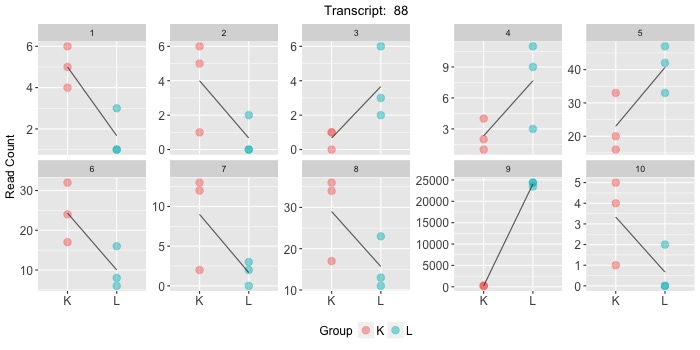 Transcript: 88
1 2 3 4 5
6 6 6 9 40
4 4 4 6 30
2 2 2 3 20
0 0
Read Count
6 7 8 9 10
30 10 30 25000 5
20 5 20 20000 4
10 0 10 15000 3
10000 2
5000 1
0 0
K L K L K L K L K L
Group K L